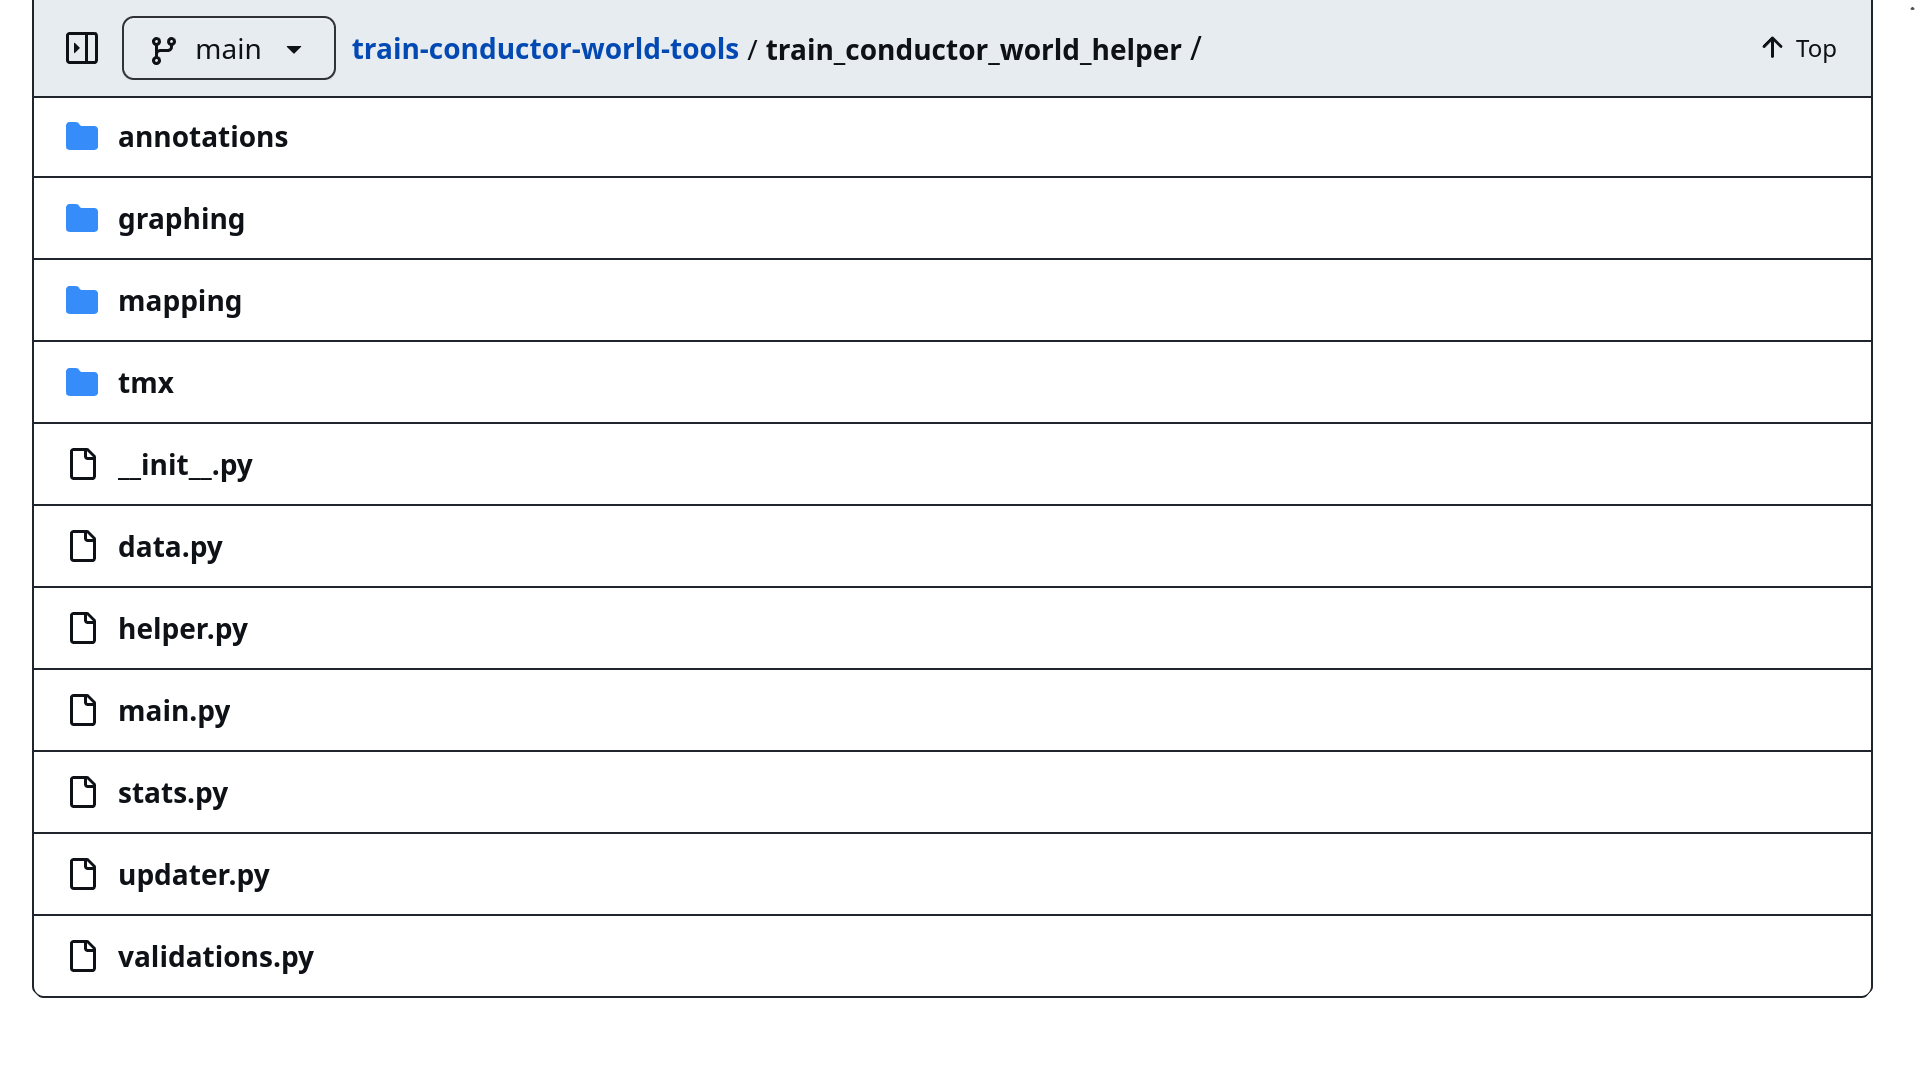 main train-conductor-world-tools / train_conductor_world_helper / Top
annotations
graphing
mapping
tmx
__init__.py
data.py
helper.py
main.py
stats.py
updater.py
validations.py